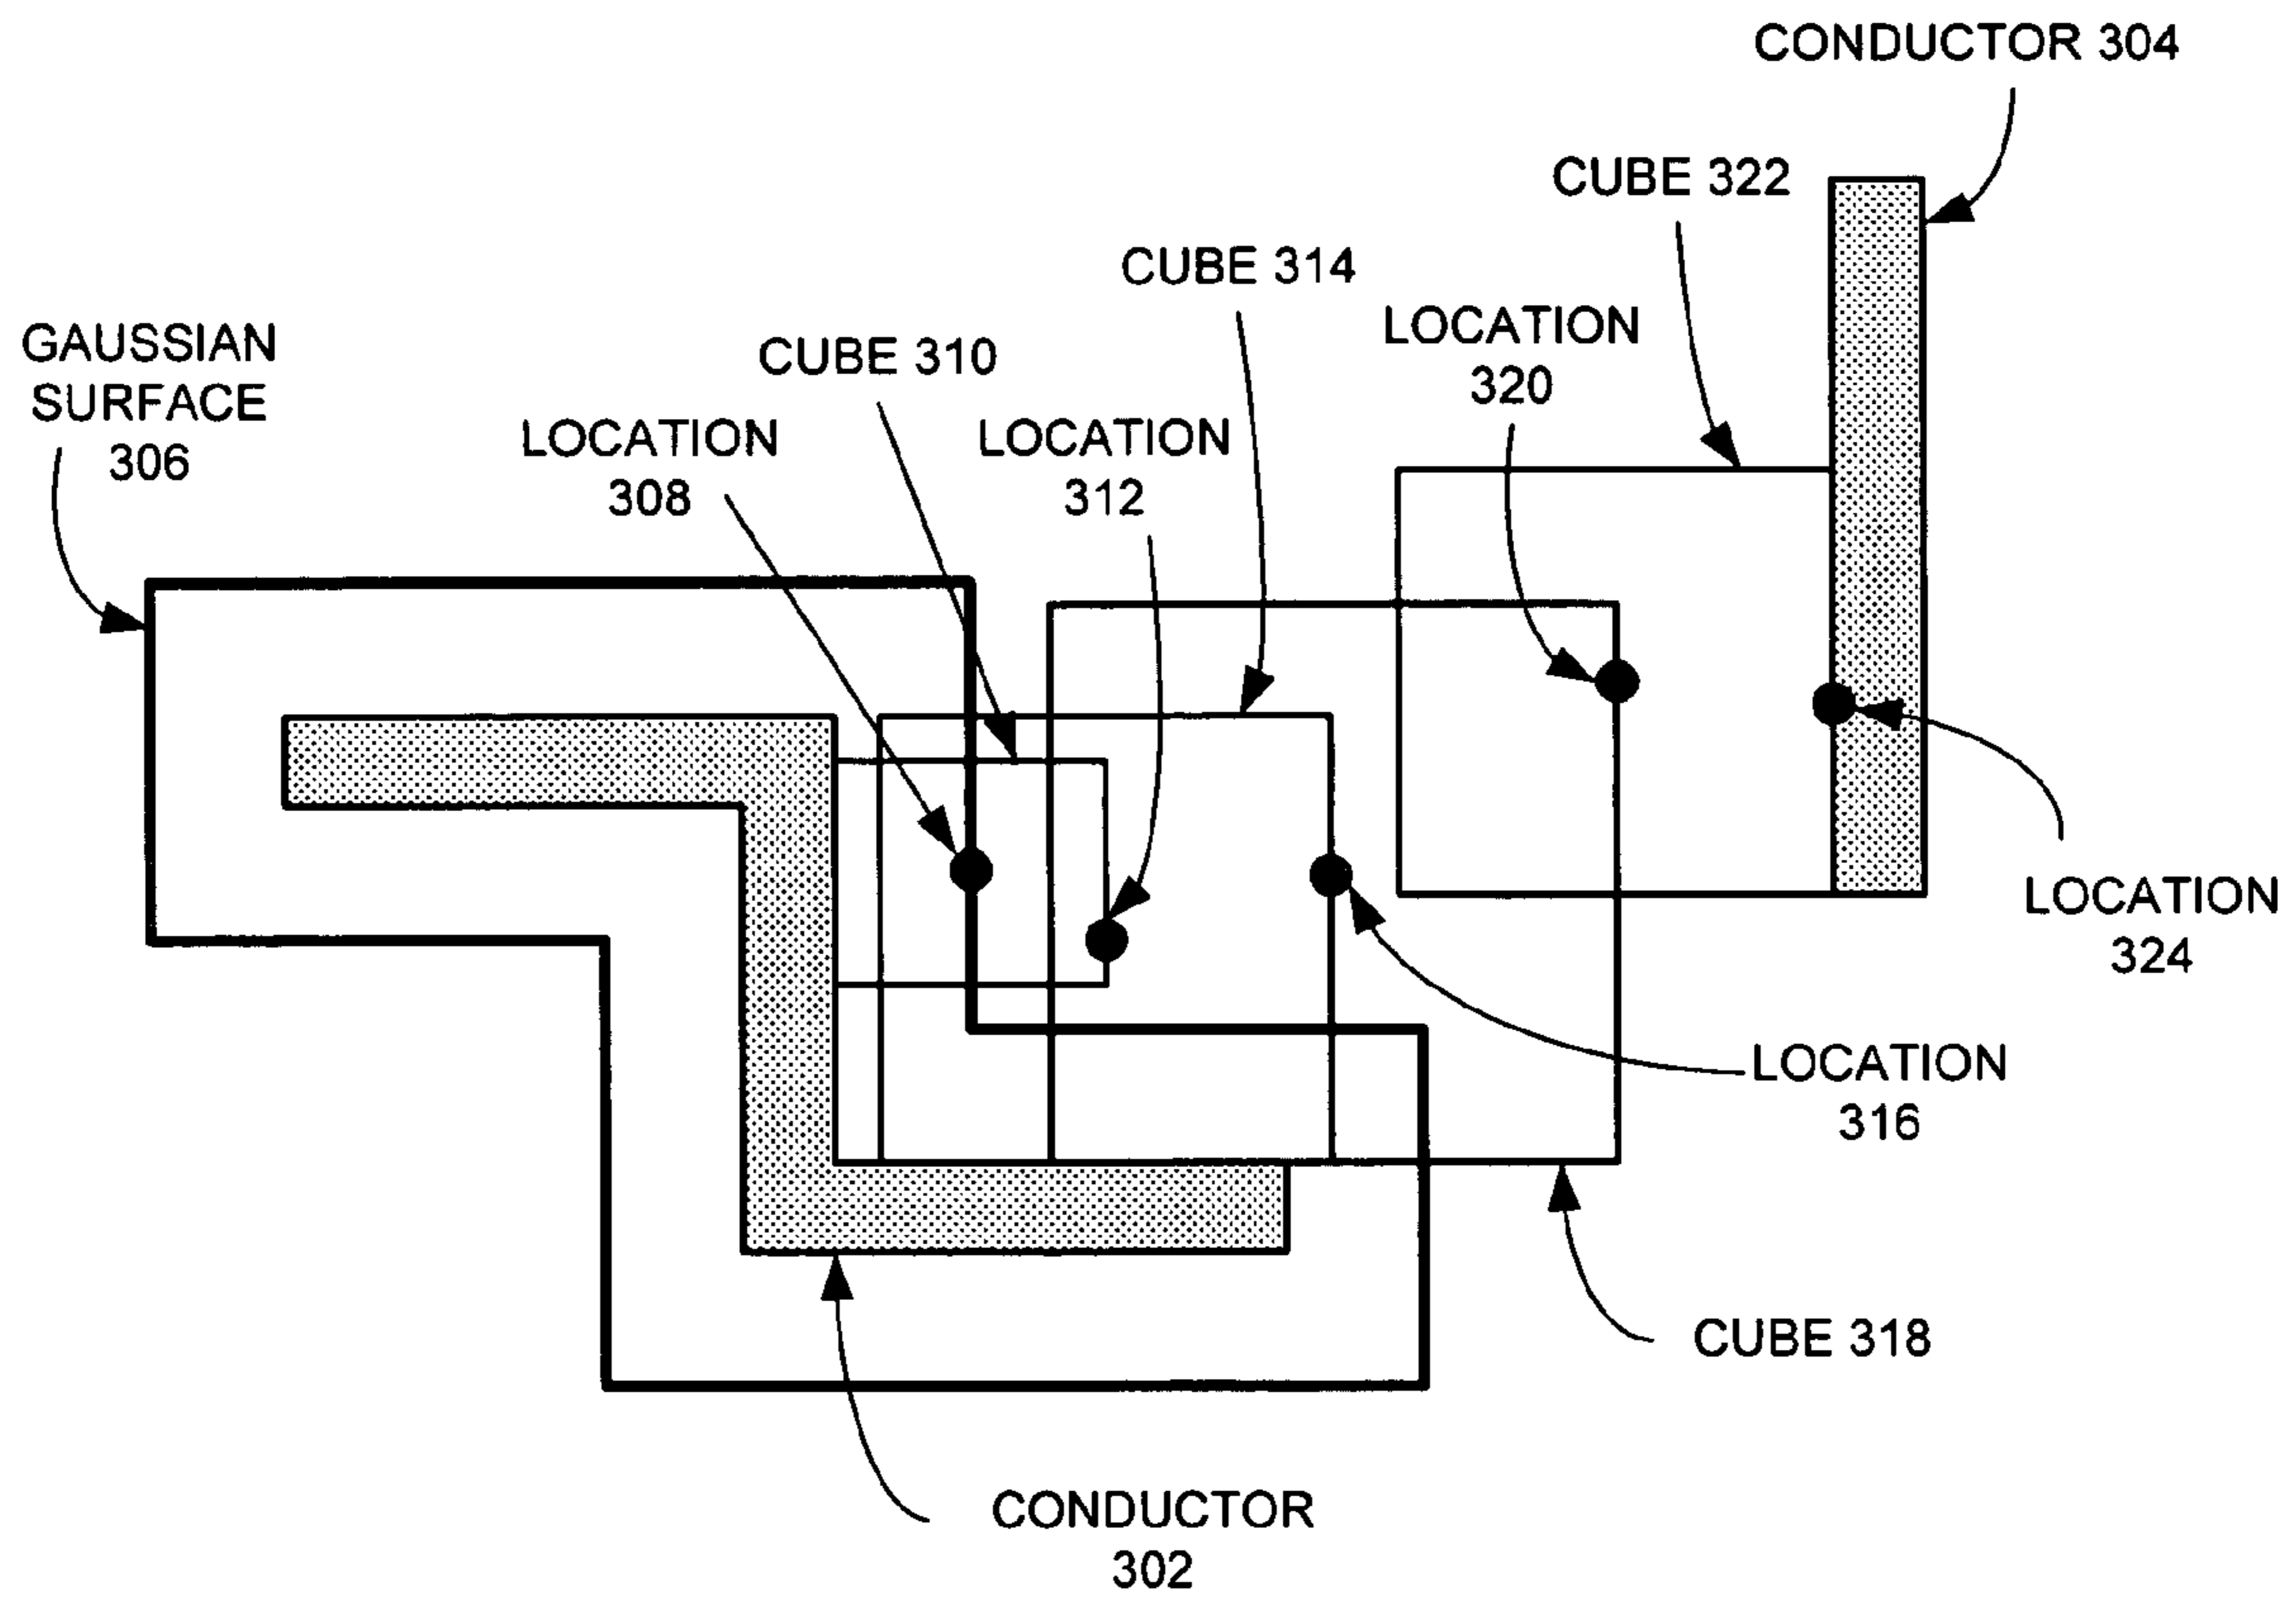 CONDUCTOR 304
CUBE 322
CUBE 314
LOCATION
320
GAUSSIAN
SURFACE
306
CUBE 310
LOCATION
308
LOCATION
312
LOCATION
324
LOCATION
316
CUBE 318
CONDUCTOR
302